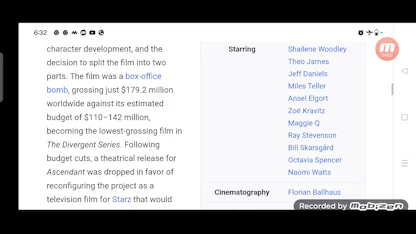 6:32
character development, and the
decision to split the film into two
parts. The film was a box-office
bomb, grossing just $179.2 million
worldwide against its estimated
budget of $110–142 million,
becoming the lowest-grossing film in
The Divergent Series. Following
budget cuts, a theatrical release for
Ascendant was dropped in favor of
reconfiguring the project as a
television film for Starz that would
Starring
Shailene Woodley
Theo James
Jeff Daniels
Miles Teller
Ansel Elgort
Zoë Kravitz
Maggie Q
Ray Stevenson
Bill Skarsgård
Octavia Spencer
Naomi Watts
Cinematography
Florian Ballhaus
Recorded by Mobizen